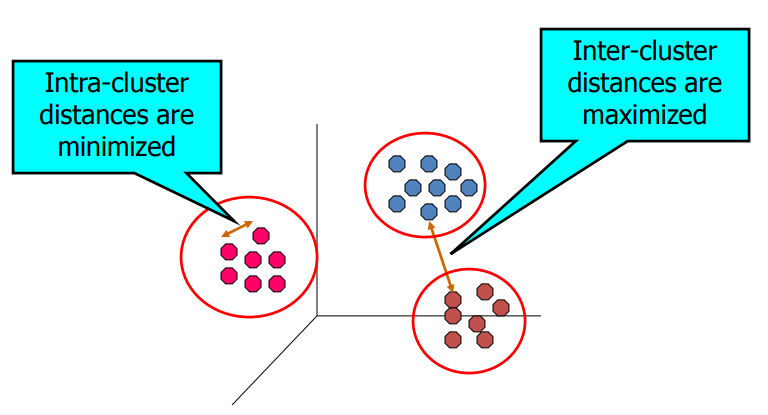 Intra-cluster
distances are
minimized
Inter-cluster
distances are
maximized